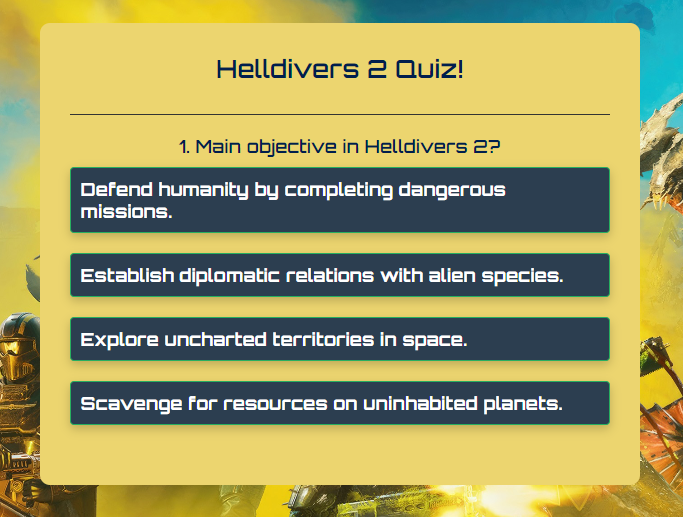 Helldivers 2 Quiz!
1. Main objective in Helldivers 2?
Defend humanity by completing dangerous
missions.
Establish diplomatic relations with alien species.
Explore uncharted territories in space.
Scavenge for resources on uninhabited planets.